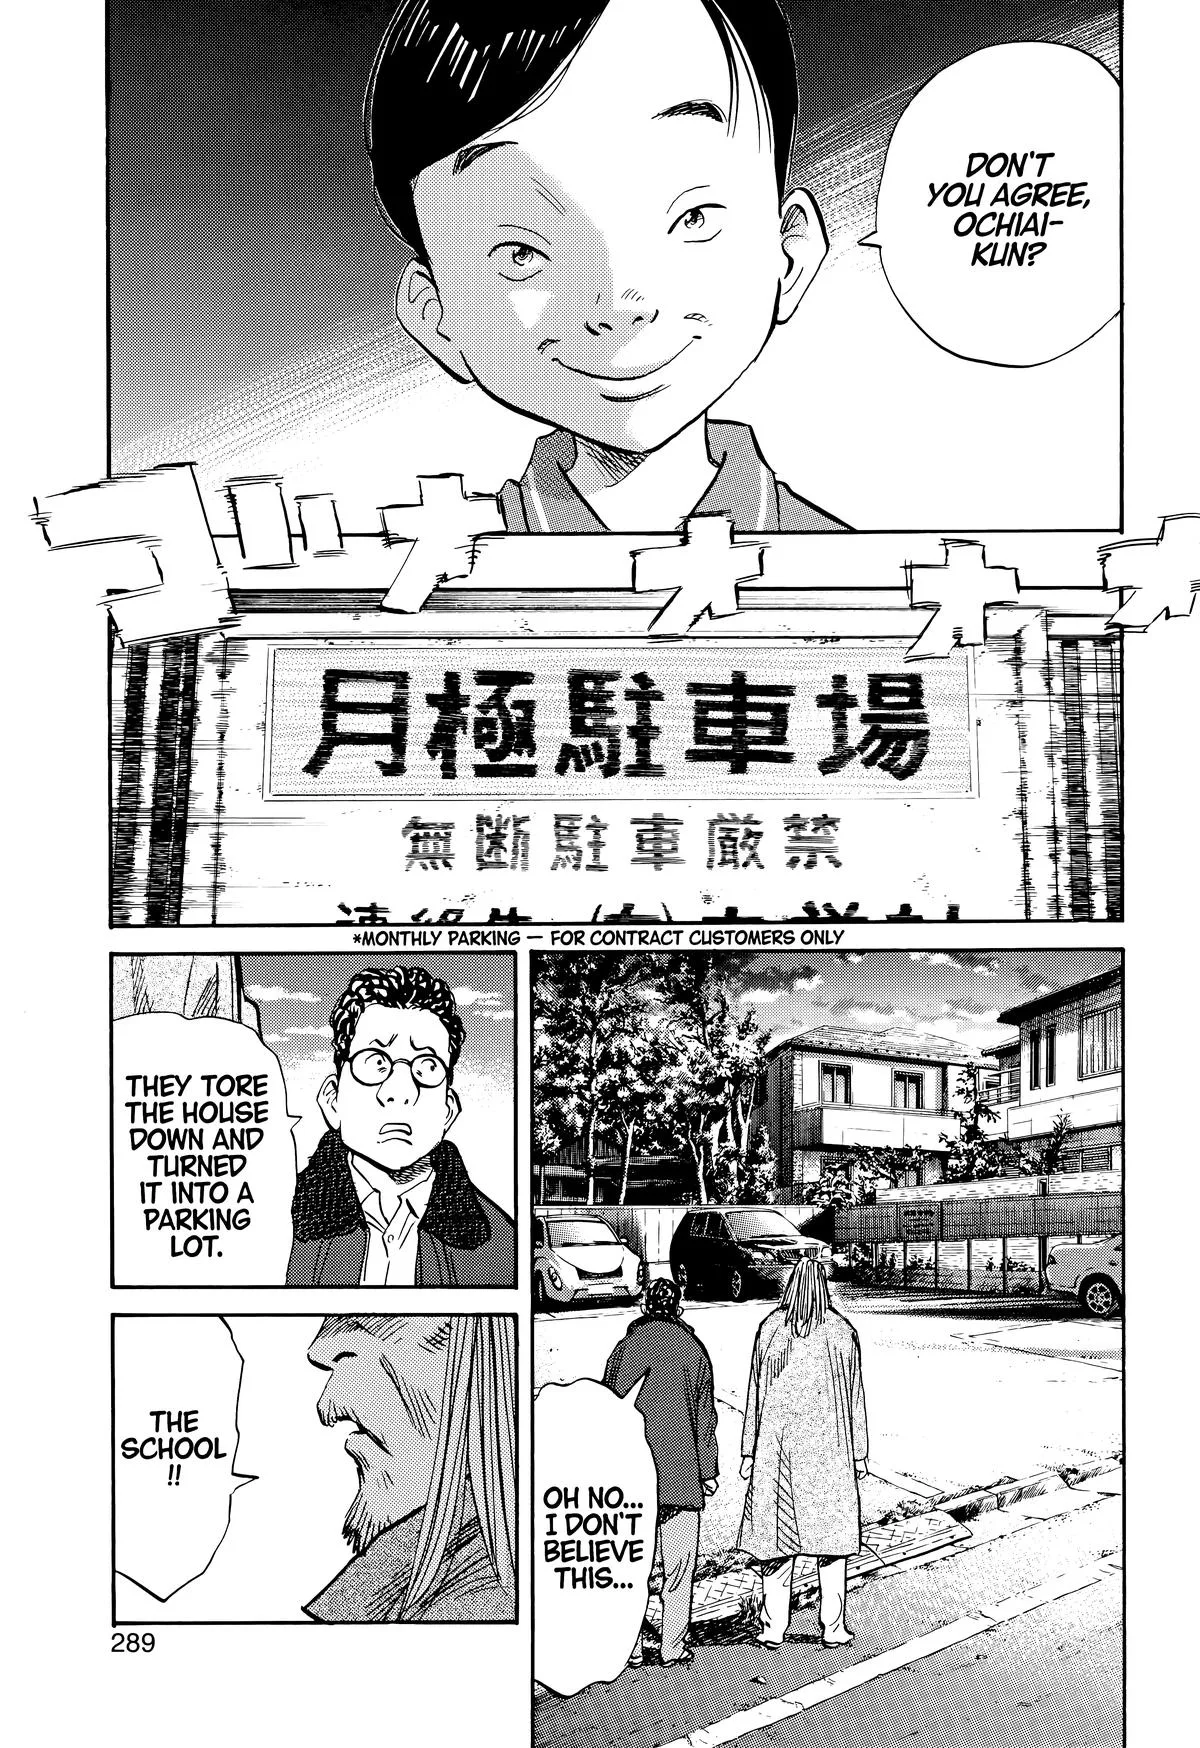 DON'T
YOU AGREE,
OCHIAI-
KUN?
月極駐車場
無断駐車厳禁
*MONTHLY PARKING — FOR CONTRACT CUSTOMERS ONLY
THEY TORE
THE HOUSE
DOWN AND
TURNED
IT INTO A
PARKING
LOT.
OH NO...
I DON'T
BELIEVE
THIS...
THE
SCHOOL
!!
289